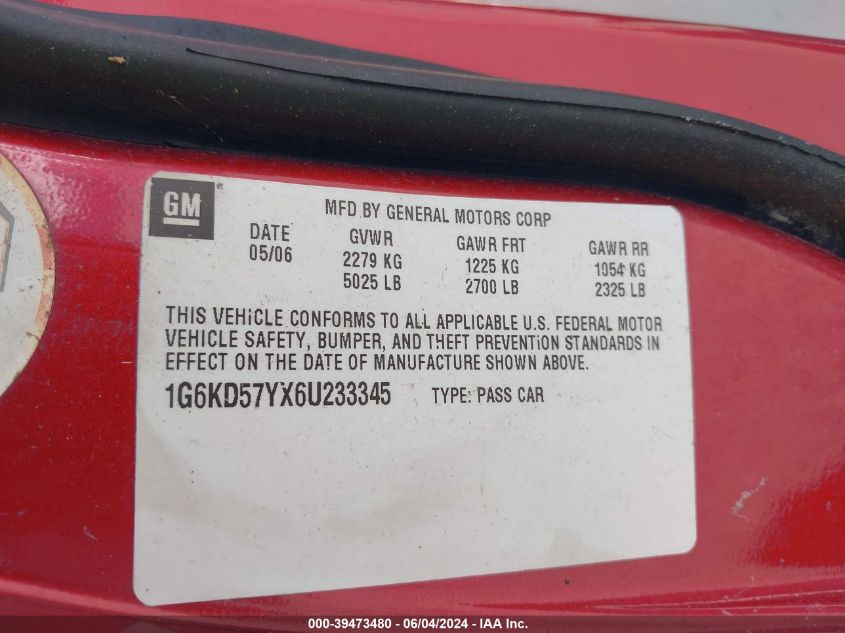 GM ®
MFD BY GENERAL MOTORS CORP
DATE GVWR GAWR FRT GAWR RR
05/06 2279 KG 1225 KG 1054 KG
5025 LB 2700 LB 2325 LB
THIS VEHICLE CONFORMS TO ALL APPLICABLE U.S. FEDERAL MOTOR
VEHICLE SAFETY, BUMPER, AND THEFT PREVENTION STANDARDS IN
EFFECT ON THE DATE OF MANUFACTURE SHOWN ABOVE.
1G6KD57YX6U233345 TYPE: PASS CAR
000-39473480 - 06/04/2024 - IAA Inc.